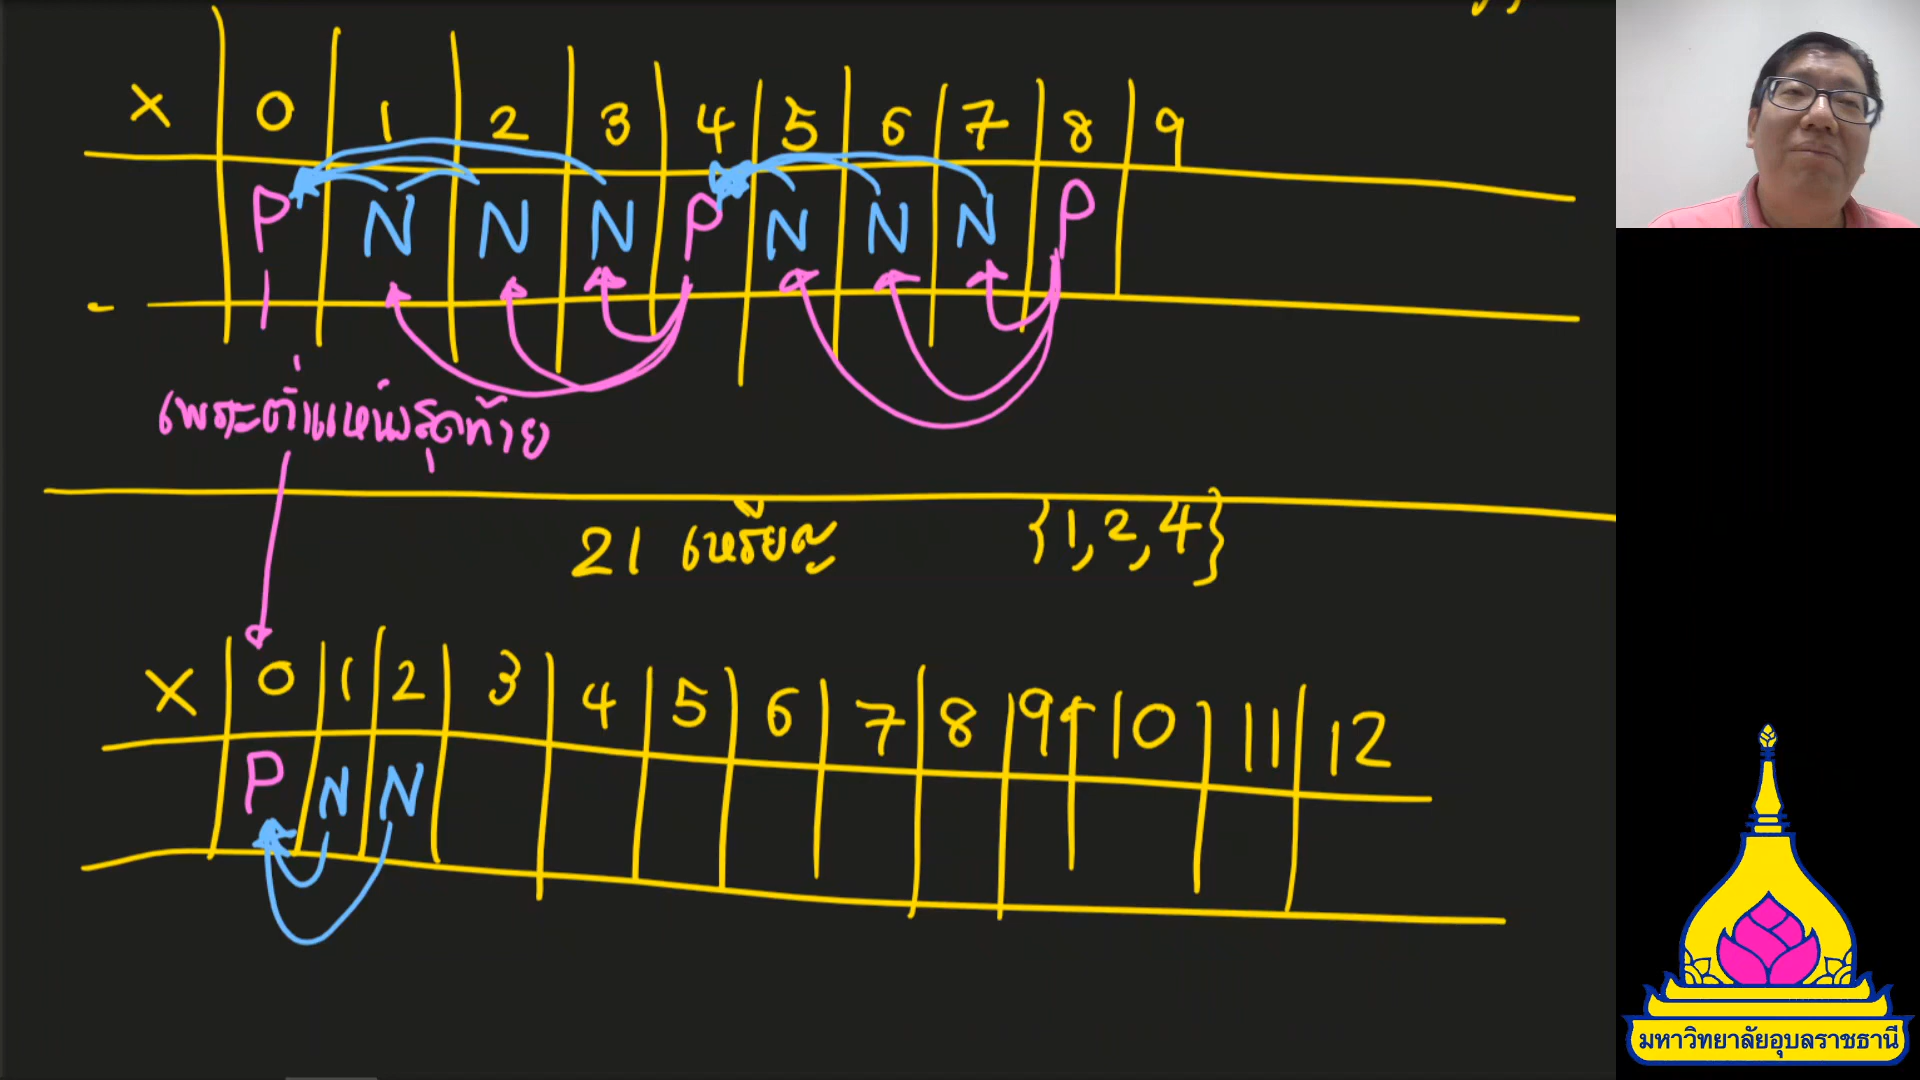 X 0 1 2 3 4 5 6 7 8 9
P N N N P N N N P
เพราะตำแหน่งสุดท้าย
21 เหรียญ {1,2,4}
X 0 1 2 3 4 5 6 7 8 9 10 11 12
P N N
มหาวิทยาลัยอุบลราชธานี